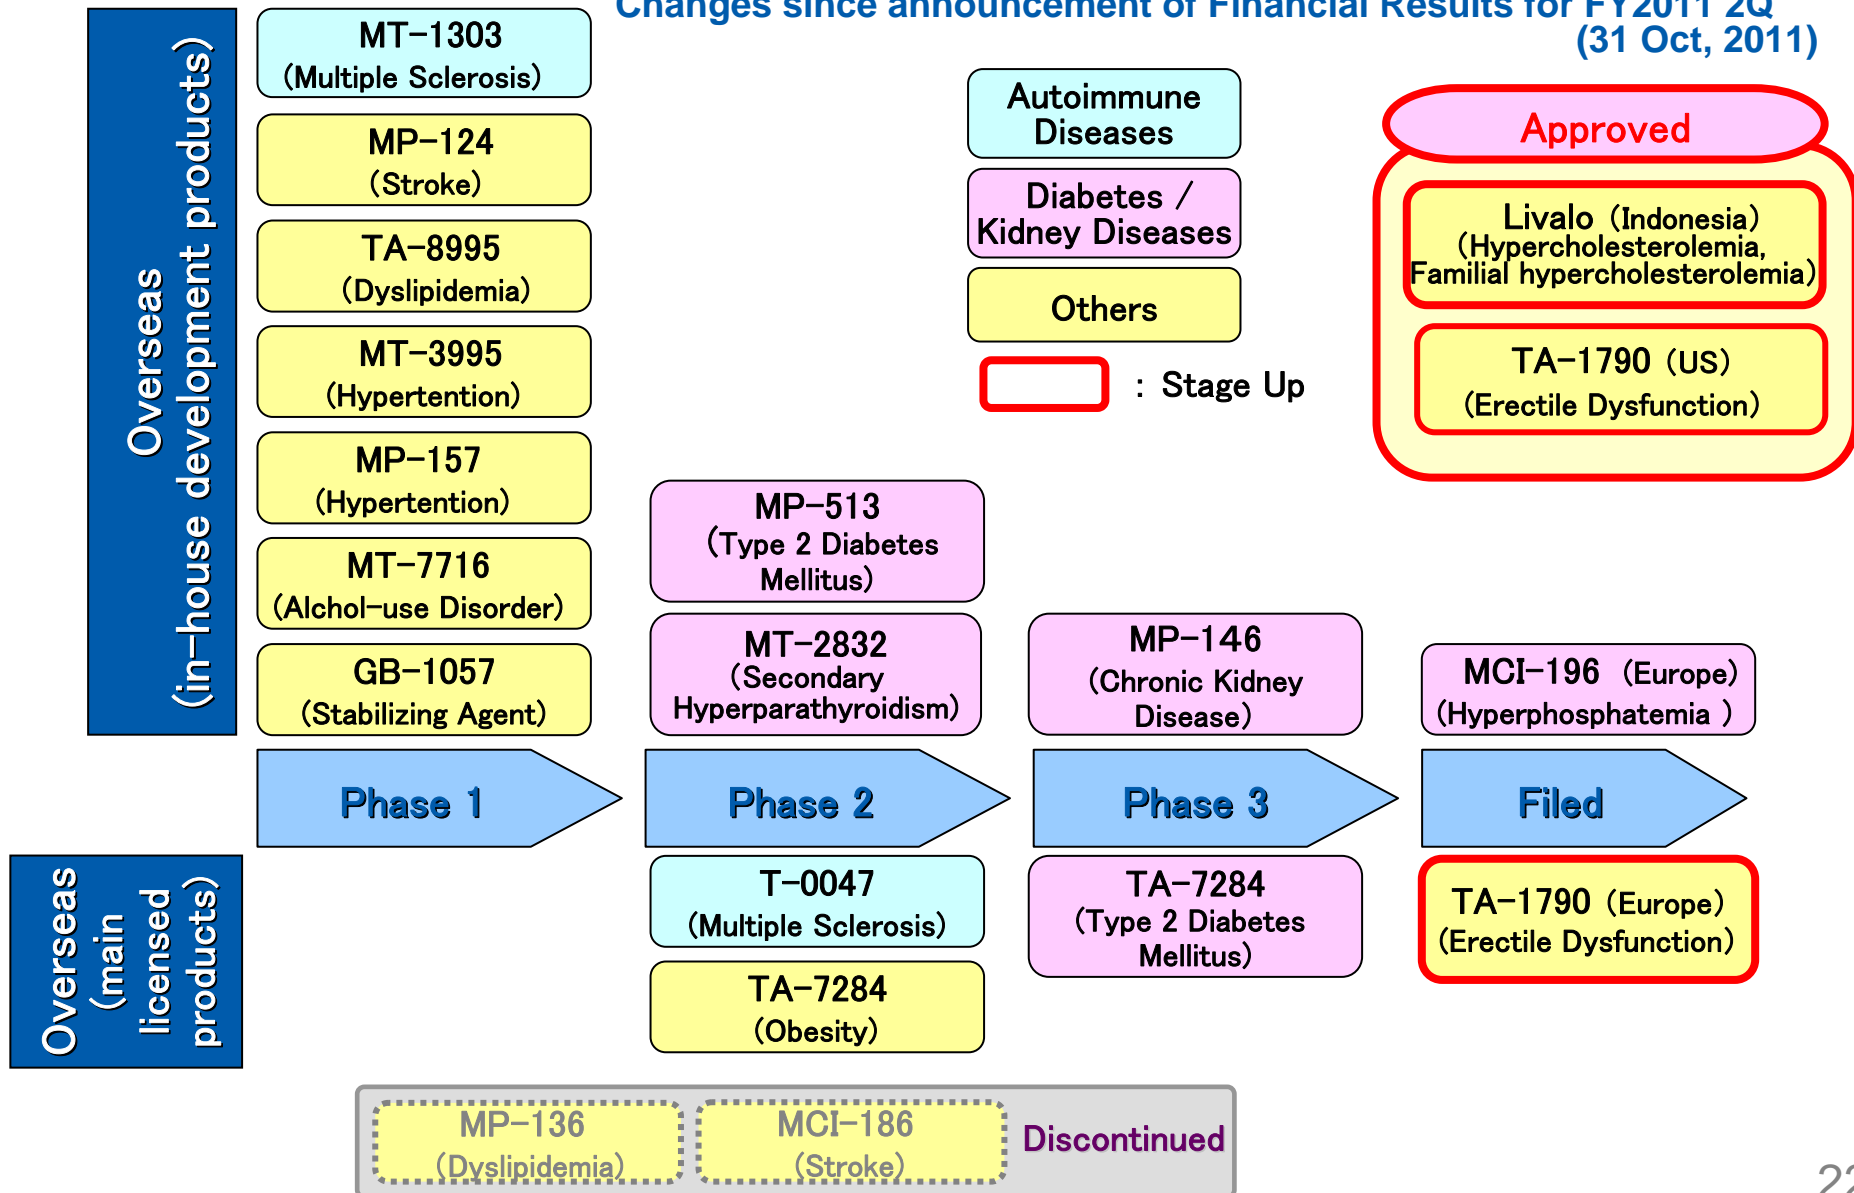 Changes since announcement of Financial Results for FY2011 2Q
(31 Oct, 2011)
Overseas
(in-house development products)
MT-1303
(Multiple Sclerosis)
MP-124
(Stroke)
TA-8995
(Dyslipidemia)
MT-3995
(Hypertention)
MP-157
(Hypertention)
MT-7716
(Alchol-use Disorder)
GB-1057
(Stabilizing Agent)
Autoimmune
Diseases
Diabetes /
Kidney Diseases
Others
: Stage Up
Approved
Livalo (Indonesia)
(Hypercholesterolemia,
Familial hypercholesterolemia)
TA-1790 (US)
(Erectile Dysfunction)
MP-513
(Type 2 Diabetes
Mellitus)
MT-2832
(Secondary
Hyperparathyroidism)
MP-146
(Chronic Kidney
Disease)
MCI-196 (Europe)
(Hyperphosphatemia )
Phase 1
Phase 2
Phase 3
Filed
Overseas
(main
licensed
products)
T-0047
(Multiple Sclerosis)
TA-7284
(Obesity)
TA-7284
(Type 2 Diabetes
Mellitus)
TA-1790 (Europe)
(Erectile Dysfunction)
MP-136
(Dyslipidemia)
MCI-186
(Stroke)
Discontinued
22